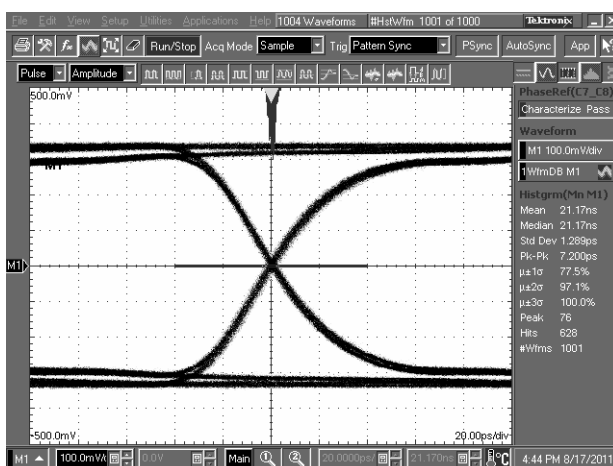 File Edit View Setup Utilities Applications Help 1004 Waveforms #HstWfm 1001 of 1000 Tektronix
Run/Stop Acq Mode Sample Trig Pattern Sync PSync AutoSync App
Pulse Amplitude
500.0mV
PhaseRef(C7_C8)
Characterize Pass
Waveform
M1 100.0mV/div
1WfmDB M1
Histgrm(Mn M1)
Mean 21.17ns
Median 21.17ns
Std Dev 1.289ps
Pk-Pk 7.200ps
µ±1σ 77.5%
µ±2σ 97.1%
µ±3σ 100.0%
Peak 76
Hits 628
#Wfms 1001
M1
M1
-500.0mV 20.00ps/div
M1 100.0mV/ 0.0V Main 1 2 20.0000ps/ 21.170ns °C 4:44 PM 8/17/2011